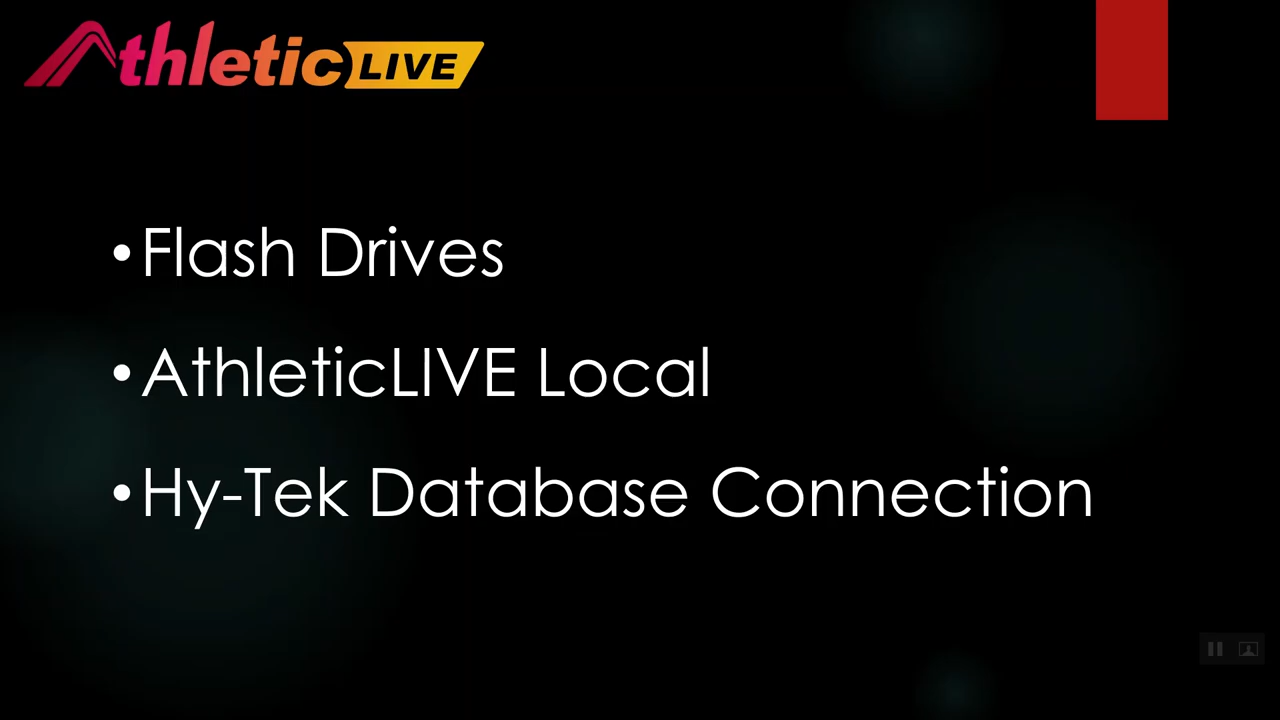 AthleticLIVE
•Flash Drives
•AthleticLIVE Local
•Hy-Tek Database Connection